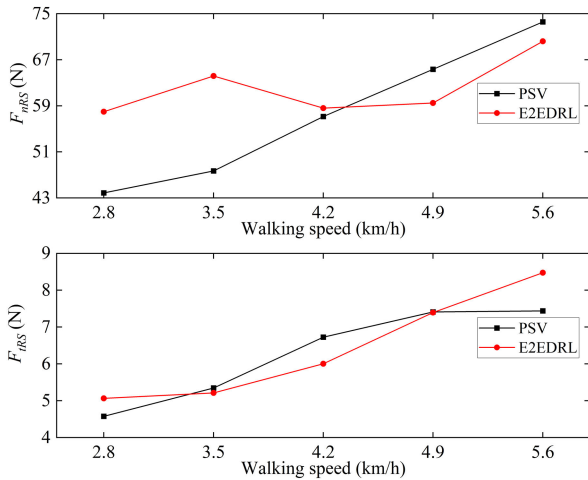 75
67
59
51
43
F_nRS (N)
PSV
E2EDRL
2.8 3.5 4.2 4.9 5.6
Walking speed (km/h)
9
8
7
6
5
4
F_tRS (N)
PSV
E2EDRL
2.8 3.5 4.2 4.9 5.6
Walking speed (km/h)